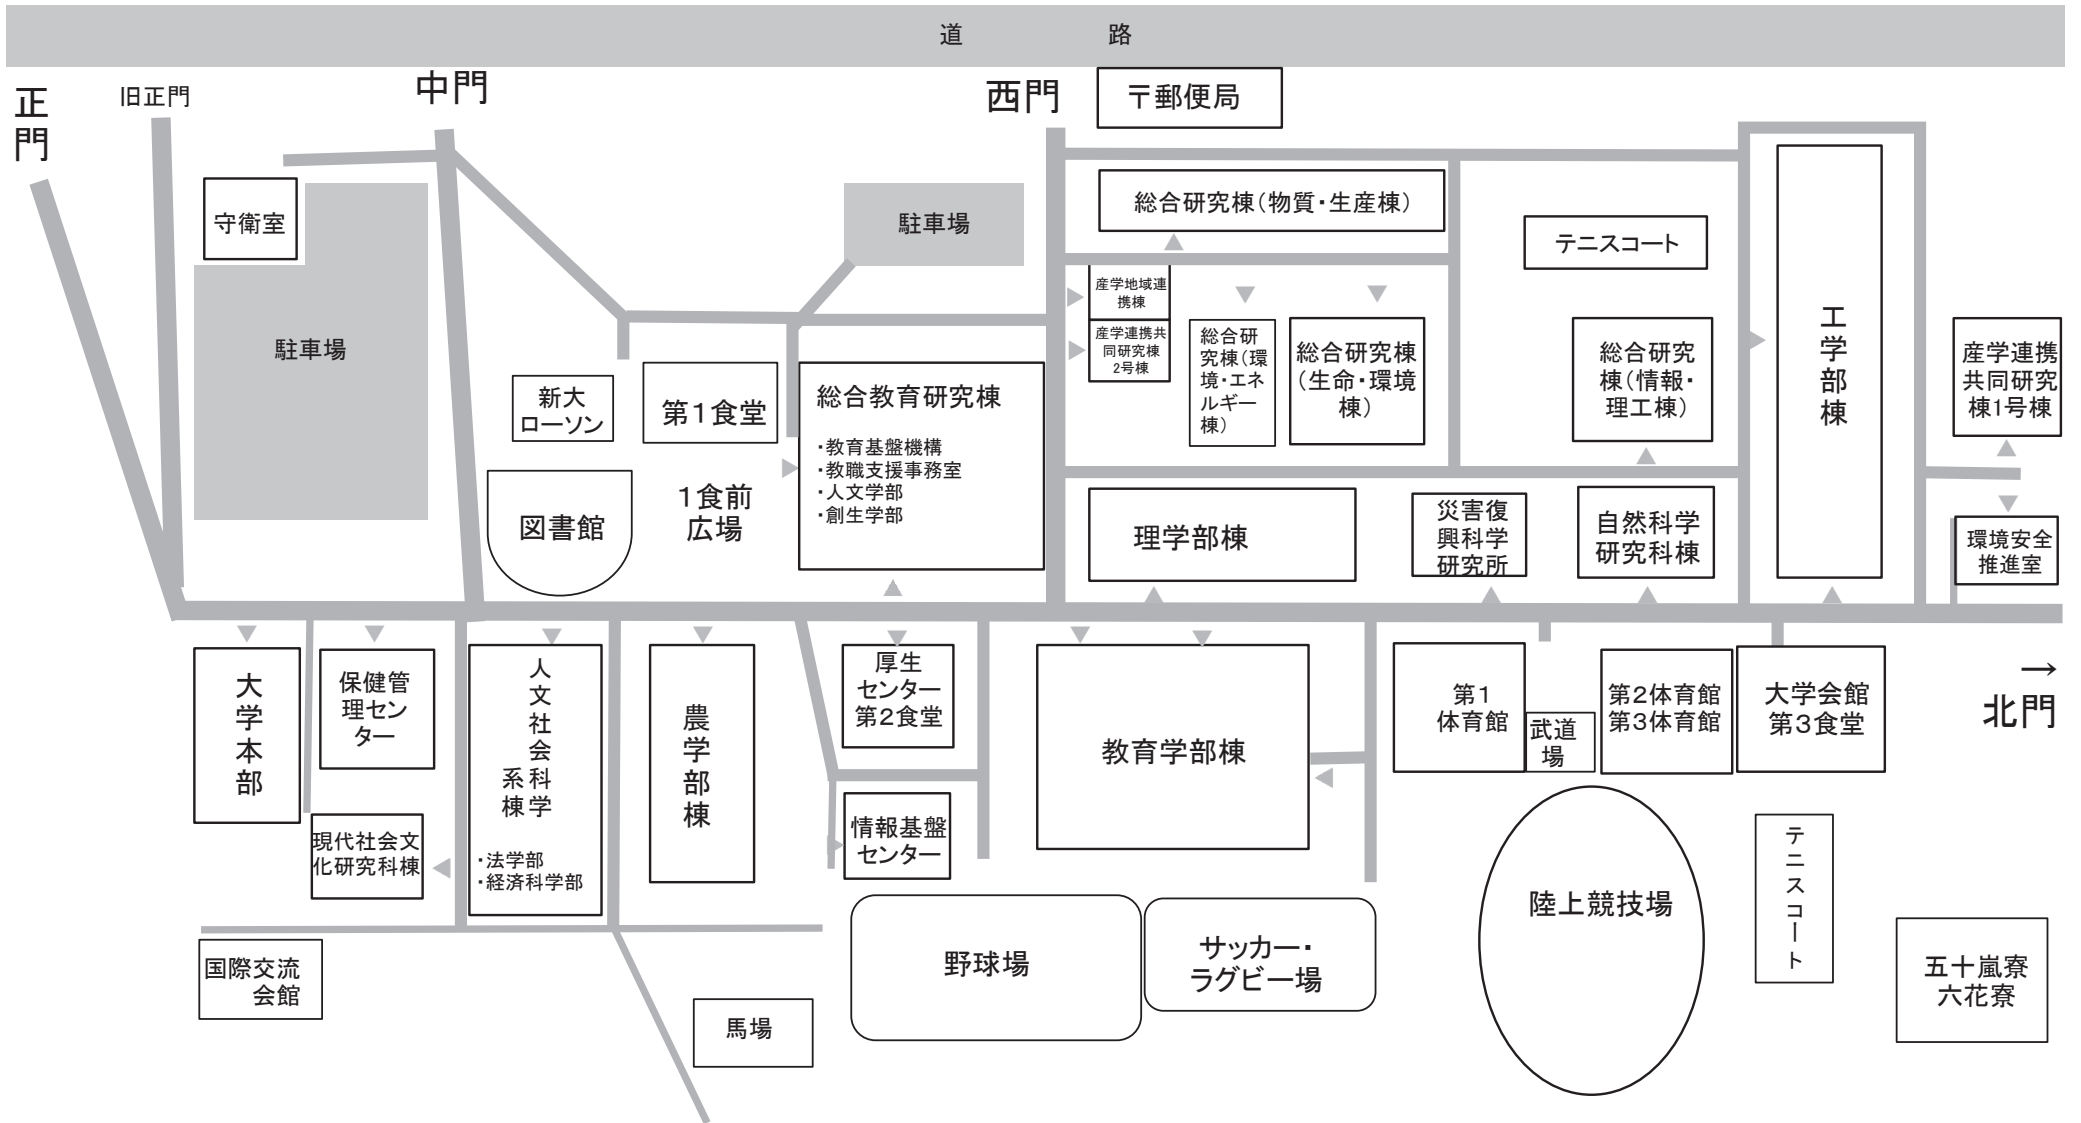 道　路
正
門
旧正門
中門
西門
〒郵便局
守衛室
駐車場
駐車場
総合研究棟（物質・生産棟）
テニスコート
産学地域連
携棟
産学連携共
同研究棟
2号棟
総合研
究棟（環
境・エネ
ルギー
棟）
総合研究棟
（生命・環境
棟）
総合研究
棟（情報・
理工棟）
工学部棟
産学連携
共同研究
棟1号棟
新大
ローソン
第１食堂
総合教育研究棟
・教育基盤機構
・教職支援事務室
・人文学部
・創生学部
図書館
１食前
広場
理学部棟
災害復
興科学
研究所
自然科学
研究科棟
環境安全
推進室
大学本部
保健管
理セン
ター
人文社会科学
系棟
・法学部
・経済科学部
農学部棟
厚生
センター
第２食堂
教育学部棟
第１
体育館
武道
場
第２体育館
第３体育館
大学会館
第３食堂
→
北門
現代社会文
化研究科棟
情報基盤
センター
国際交流
会館
馬場
野球場
サッカー・
ラグビー場
陸上競技場
テニスコート
五十嵐寮
六花寮